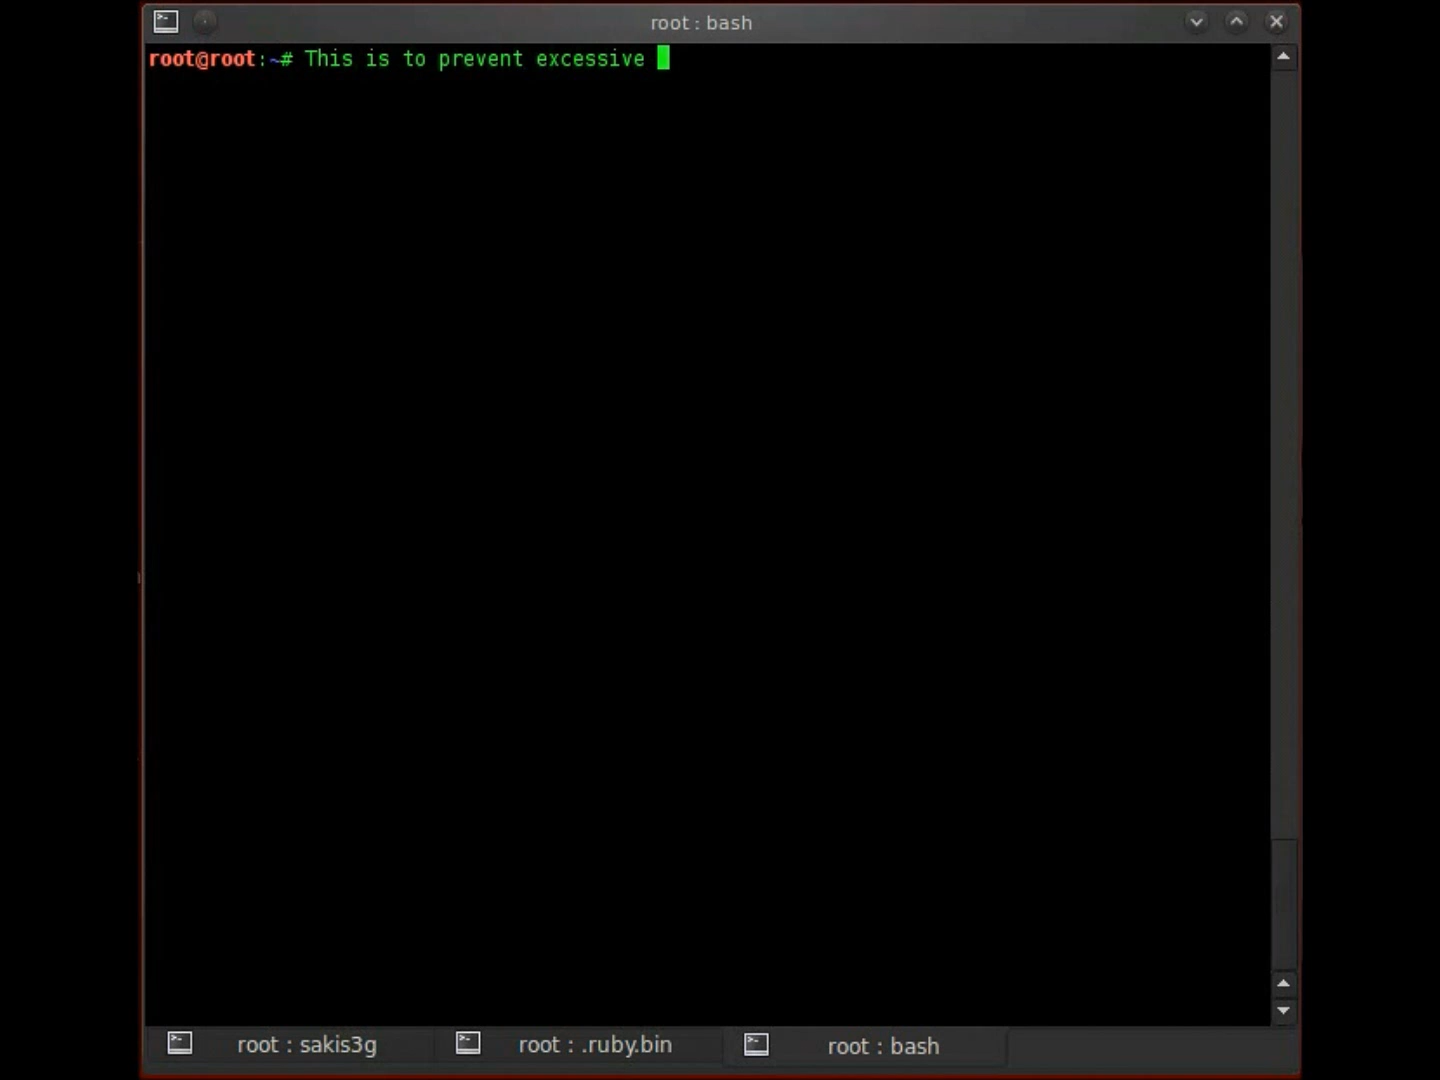 root : bash
root@root:~# This is to prevent excessive
root : sakis3g
root : .ruby.bin
root : bash